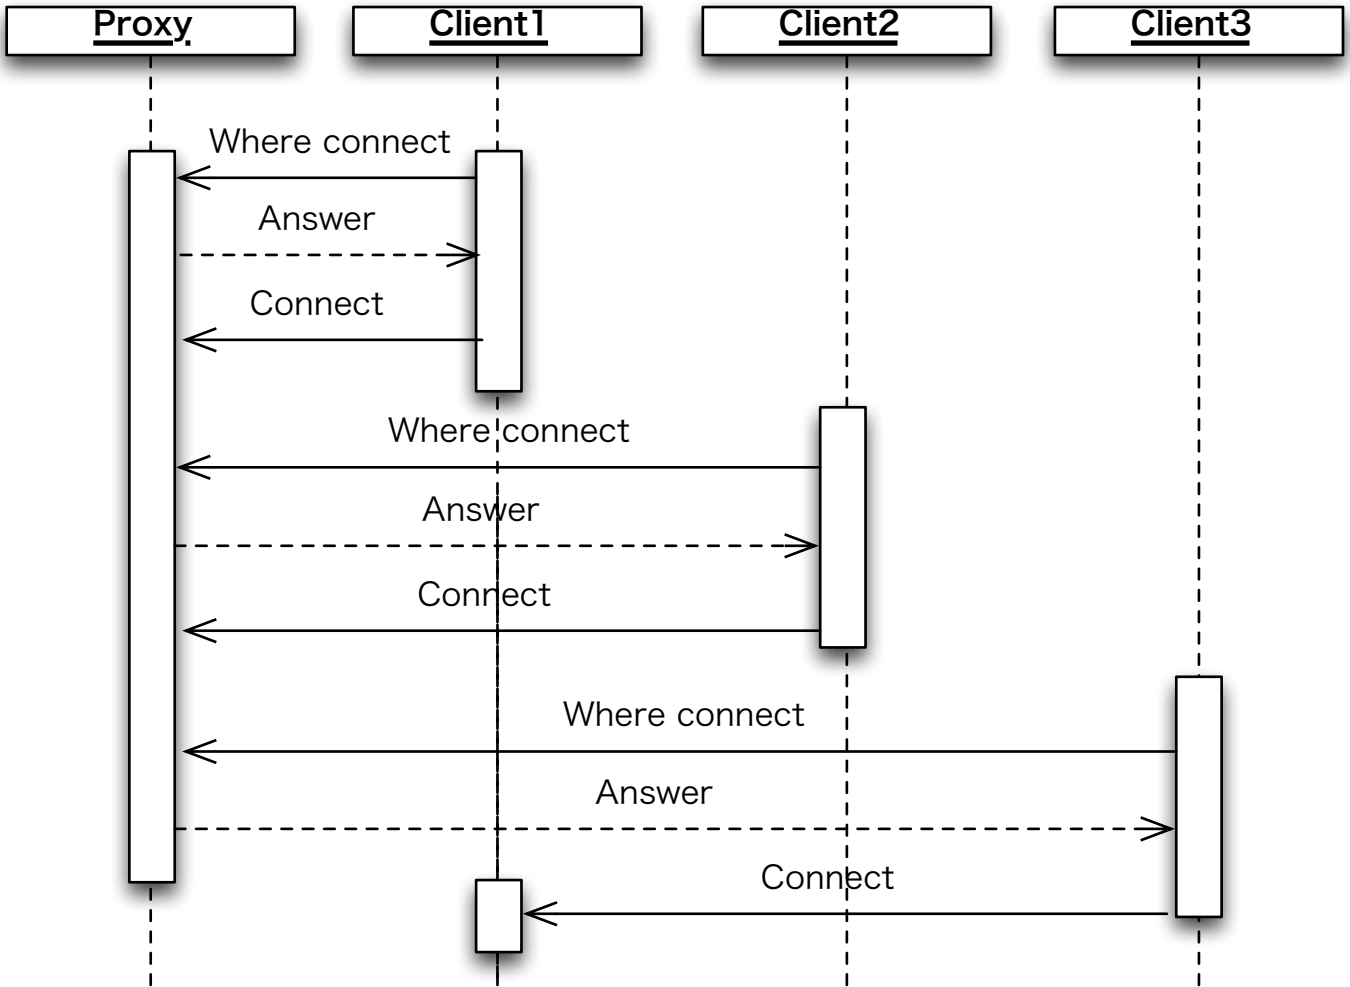 Proxy
Client1
Client2
Client3
Where connect
Answer
Connect
Where connect
Answer
Connect
Where connect
Answer
Connect